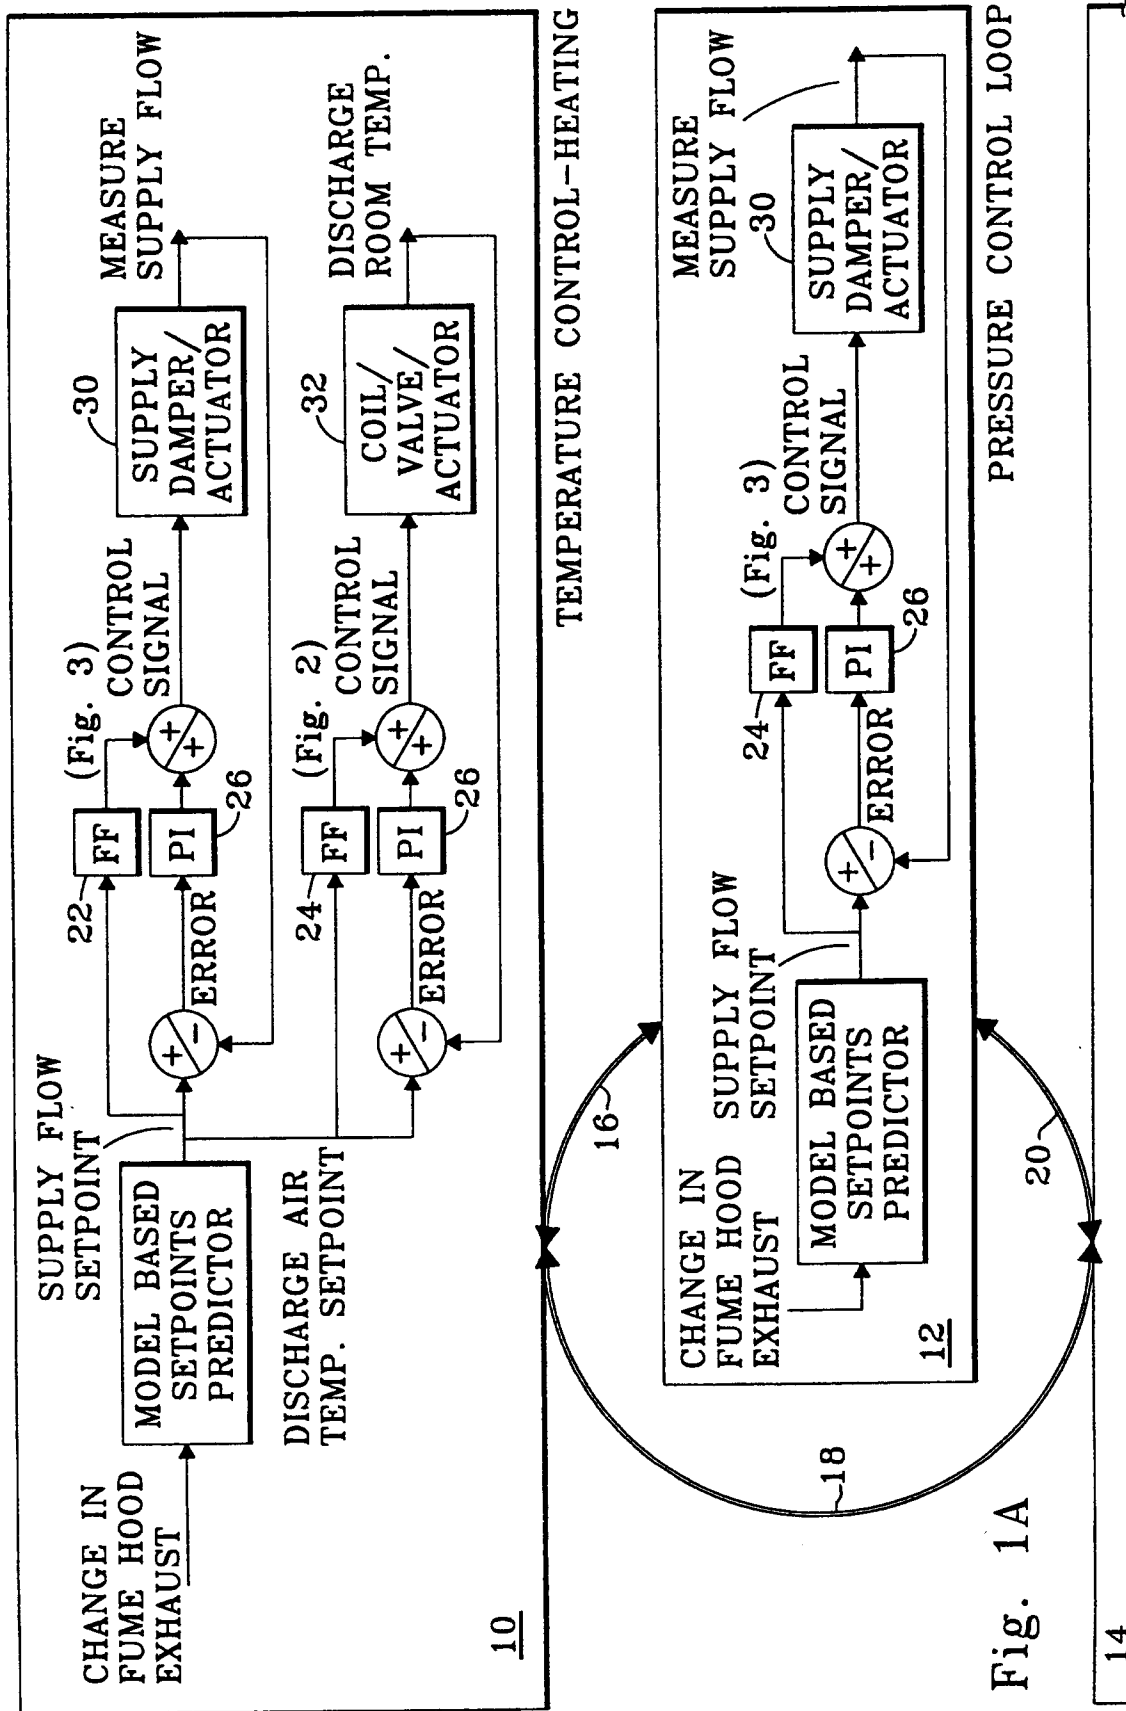 CHANGE IN
FUME HOOD
EXHAUST
SUPPLY FLOW
SETPOINT
MODEL BASED
SETPOINTS
PREDICTOR
DISCHARGE AIR
TEMP. SETPOINT
+
-
ERROR
22
FF
PI
26
(Fig. 3)
CONTROL
SIGNAL
+
+
30
SUPPLY
DAMPER/
ACTUATOR
MEASURE
SUPPLY FLOW
+
-
ERROR
24
FF
PI
26
(Fig. 2)
CONTROL
SIGNAL
+
+
32
COIL/
VALVE/
ACTUATOR
DISCHARGE
ROOM TEMP.
10
TEMPERATURE CONTROL-HEATING
16
18
20
CHANGE IN
FUME HOOD
EXHAUST
SUPPLY FLOW
SETPOINT
MODEL BASED
SETPOINTS
PREDICTOR
+
-
ERROR
24
FF
PI
26
(Fig. 3)
CONTROL
SIGNAL
+
+
30
SUPPLY
DAMPER/
ACTUATOR
MEASURE
SUPPLY FLOW
12
PRESSURE CONTROL LOOP
Fig. 1A
14